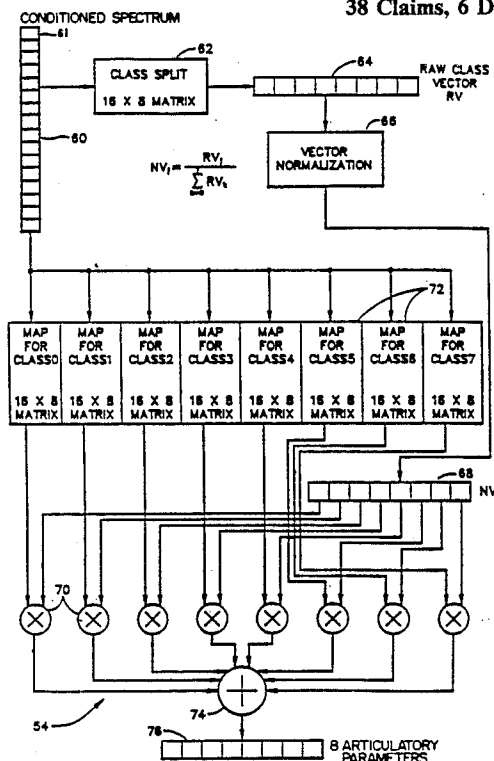 38 Claims, 6 D
CONDITIONED SPECTRUM
61
62
CLASS SPLIT
16 X 8 MATRIX
64
RAW CLASS
VECTOR
RV
60
66
VECTOR
NORMALIZATION
72
MAP FOR CLASS0
16 X 8 MATRIX
MAP FOR CLASS1
16 X 8 MATRIX
MAP FOR CLASS2
16 X 8 MATRIX
MAP FOR CLASS3
16 X 8 MATRIX
MAP FOR CLASS4
16 X 8 MATRIX
MAP FOR CLASS5
16 X 8 MATRIX
MAP FOR CLASS6
16 X 8 MATRIX
MAP FOR CLASS7
16 X 8 MATRIX
68
NV
70
54
74
76
8 ARTICULATORY
PARAMETERS